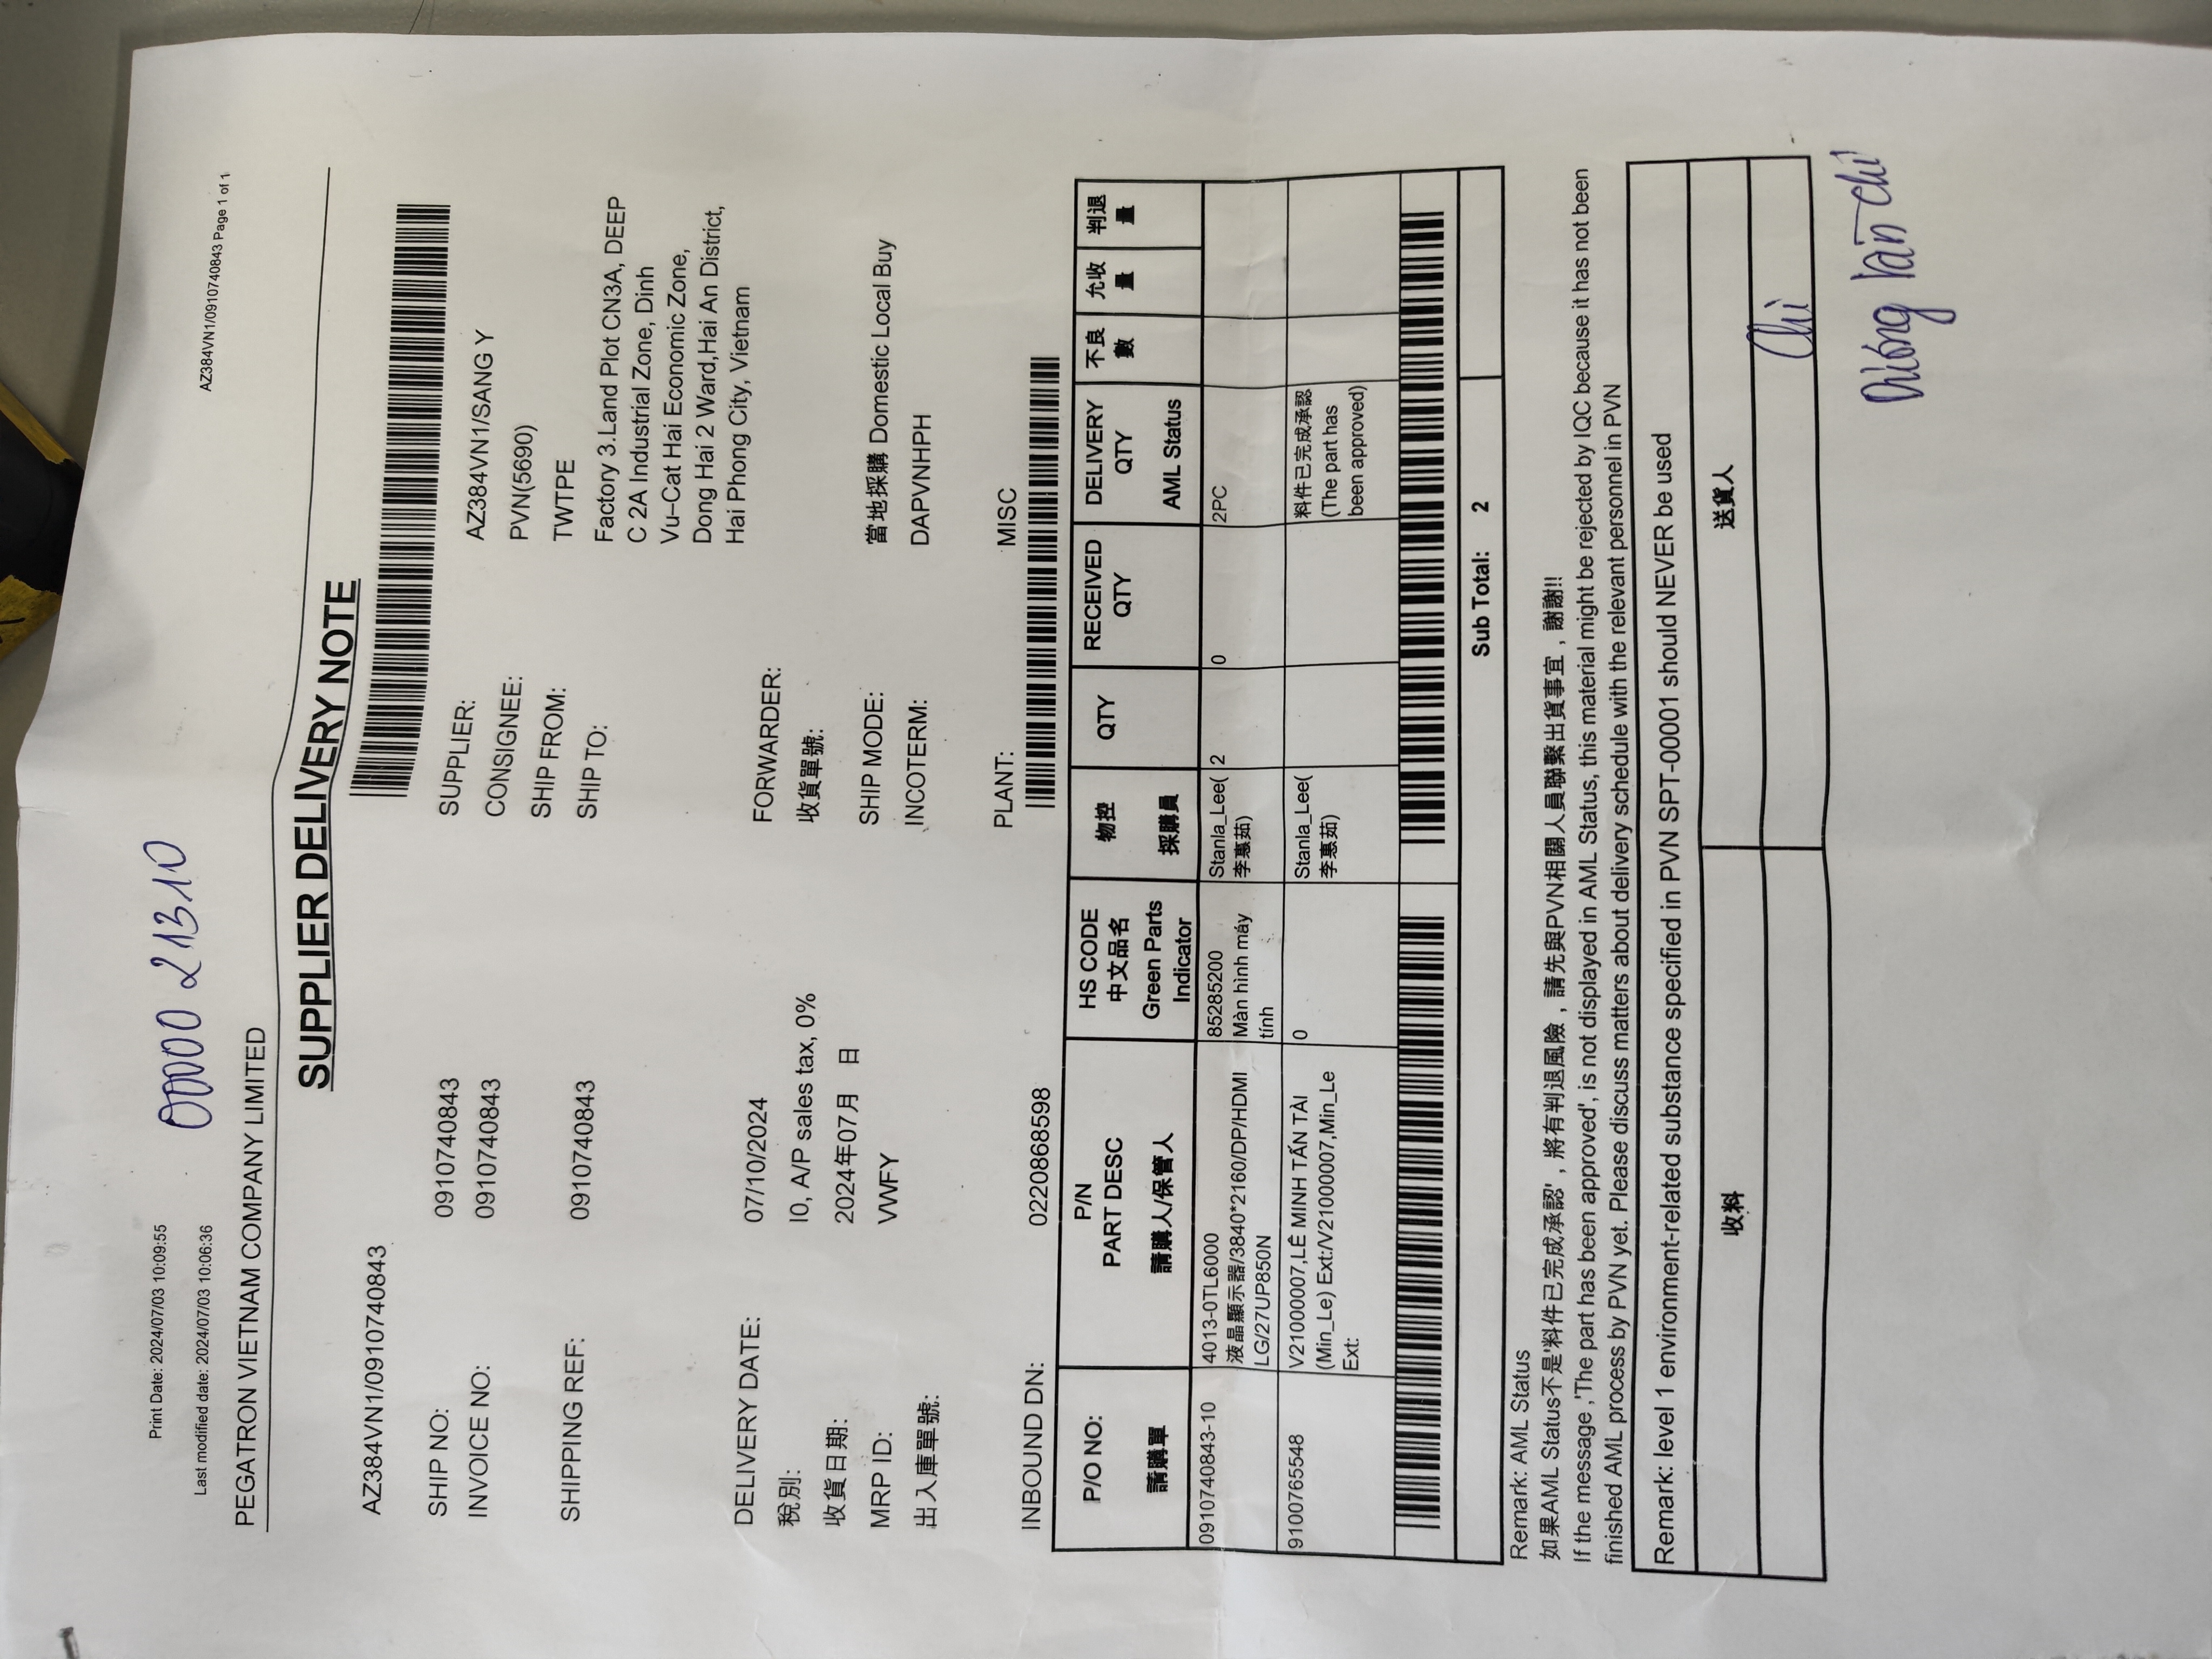 Print Date: 2024/07/03 10:09:55
Last modified date: 2024/07/03 10:06:36
0000 21310
AZ384VN1/0910740843 Page 1 of 1
PEGATRON VIETNAM COMPANY LIMITED
SUPPLIER DELIVERY NOTE
AZ384VN1/0910740843
SHIP NO: 0910740843
INVOICE NO: 0910740843
SHIPPING REF: 0910740843
SUPPLIER: AZ384VN1/SANG Y
CONSIGNEE: PVN(5690)
SHIP FROM: TWTPE
SHIP TO: Factory 3.Land Plot CN3A, DEEP
C 2A Industrial Zone, Dinh
Vu–Cat Hai Economic Zone,
Dong Hai 2 Ward,Hai An District,
Hai Phong City, Vietnam
DELIVERY DATE: 07/10/2024
稅別: I0, A/P sales tax, 0%
收貨日期: 2024年07月 日
MRP ID: VWFY
出入庫單號:
FORWARDER:
收貨單號:
SHIP MODE: 當地採購 Domestic Local Buy
INCOTERM: DAPVNHPH
PLANT: MISC
INBOUND DN: 0220868598
P/O NO: P/N HS CODE 物控 QTY RECEIVED DELIVERY 不良 允收 判退
PART DESC 中文品名 QTY QTY 數 量 量
請購單 請購人/保管人 Green Parts 採購員 AML Status
Indicator
0910740843-10 4013-0TL6000 85285200 Stanla_Lee( 2 0 2PC
液晶顯示器/3840*2160/DP/HDMI Màn hình máy 李惠茹)
LG/27UP850N tính
9100765548 V21000007,LÊ MINH TẤN TÀI 0 Stanla_Lee( 料件已完成承認
(Min_Le) Ext:/V21000007,Min_Le 李惠茹) (The part has
Ext: been approved)
Sub Total: 2
Remark: AML Status
如果AML Status不是'料件已完成承認'，將有判退風險，請先與PVN相關人員聯繫出貨事宜，謝謝!!
If the message ,'The part has been approved', is not displayed in AML Status, this material might be rejected by IQC because it has not been
finished AML process by PVN yet. Please discuss matters about delivery schedule with the relevant personnel in PVN
Remark: level 1 environment-related substance specified in PVN SPT-00001 should NEVER be used
收料 送貨人
Chi